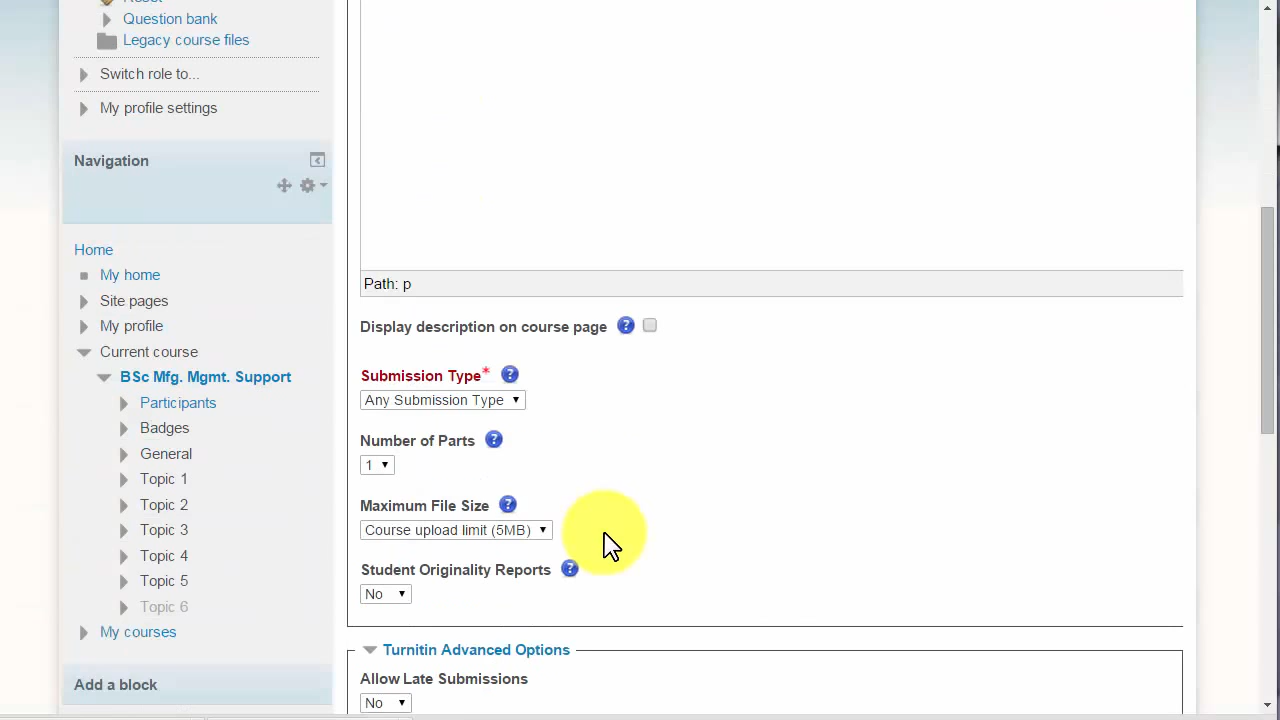 Reset
Question bank
Legacy course files
Switch role to...
My profile settings
Navigation
Home
My home
Site pages
My profile
Current course
BSc Mfg. Mgmt. Support
Participants
Badges
General
Topic 1
Topic 2
Topic 3
Topic 4
Topic 5
Topic 6
My courses
Add a block
Path: p
Display description on course page
Submission Type*
Any Submission Type
Number of Parts
1
Maximum File Size
Course upload limit (5MB)
Student Originality Reports
No
Turnitin Advanced Options
Allow Late Submissions
No